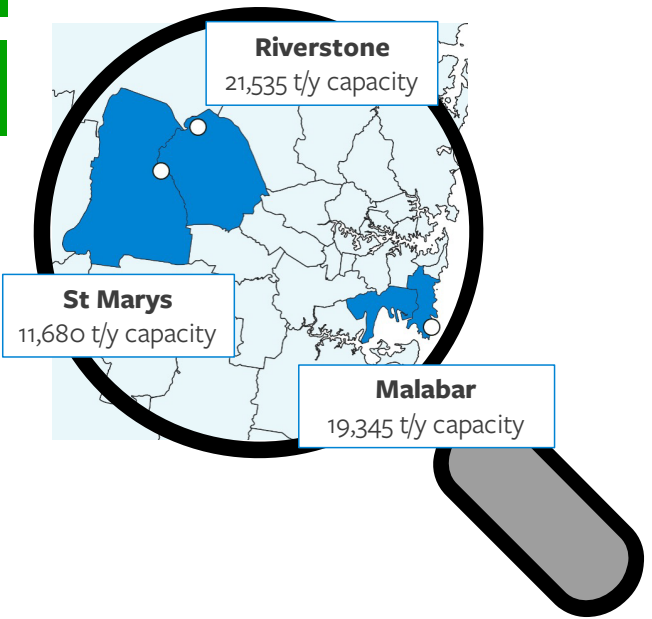 Riverstone
21,535 t/y capacity
St Marys
11,680 t/y capacity
Malabar
19,345 t/y capacity